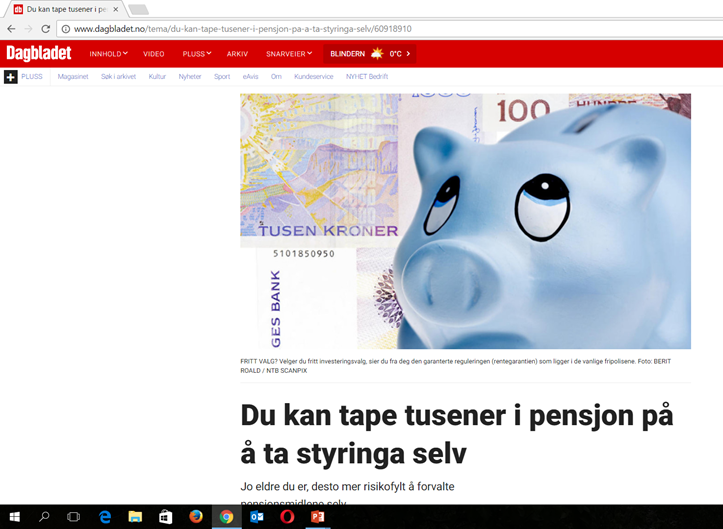 Du kan tape tusener i pe
www.dagbladet.no/tema/du-kan-tape-tusener-i-pensjon-pa-a-ta-styringa-selv/60918910
Dagbladet INNHOLD VIDEO PLUSS ARKIV SNARVEIER BLINDERN 0°C
PLUSS Magasinet Søk i arkivet Kultur Nyheter Sport eAvis Om Kundeservice NYHET Bedrift
100 HUNDRE
TUSEN KRONER
5101850950
GES BANK
FRITT VALG? Velger du fritt investeringsvalg, sier du fra deg den garanterte reguleringen (rentegarantien) som ligger i de vanlige fripolisene. Foto: BERIT
ROALD / NTB SCANPIX
Du kan tape tusener i pensjon på
å ta styringa selv
Jo eldre du er, desto mer risikofylt å forvalte
pensjonsmidlene selv